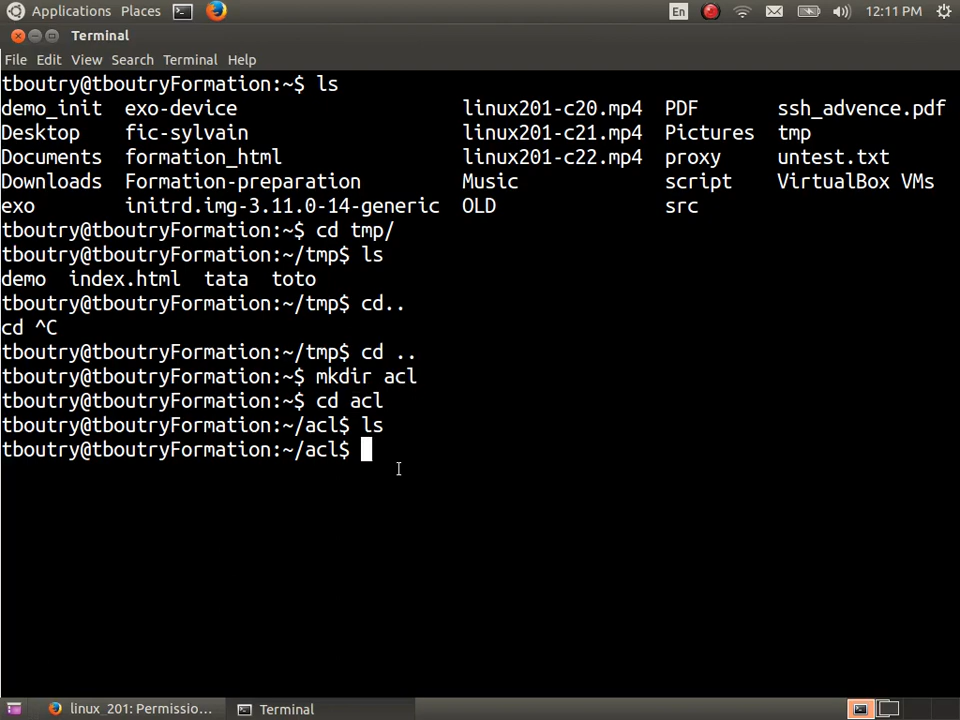 Applications Places En 12:11 PM
Terminal
File Edit View Search Terminal Help
tboutry@tboutryFormation:~$ ls
demo_init exo-device linux201-c20.mp4 PDF ssh_advence.pdf
Desktop fic-sylvain linux201-c21.mp4 Pictures tmp
Documents formation_html linux201-c22.mp4 proxy untest.txt
Downloads Formation-preparation Music script VirtualBox VMs
exo initrd.img-3.11.0-14-generic OLD src
tboutry@tboutryFormation:~$ cd tmp/
tboutry@tboutryFormation:~/tmp$ ls
demo index.html tata toto
tboutry@tboutryFormation:~/tmp$ cd..
cd ^C
tboutry@tboutryFormation:~/tmp$ cd ..
tboutry@tboutryFormation:~$ mkdir acl
tboutry@tboutryFormation:~$ cd acl
tboutry@tboutryFormation:~/acl$ ls
tboutry@tboutryFormation:~/acl$
linux_201: Permissio... Terminal